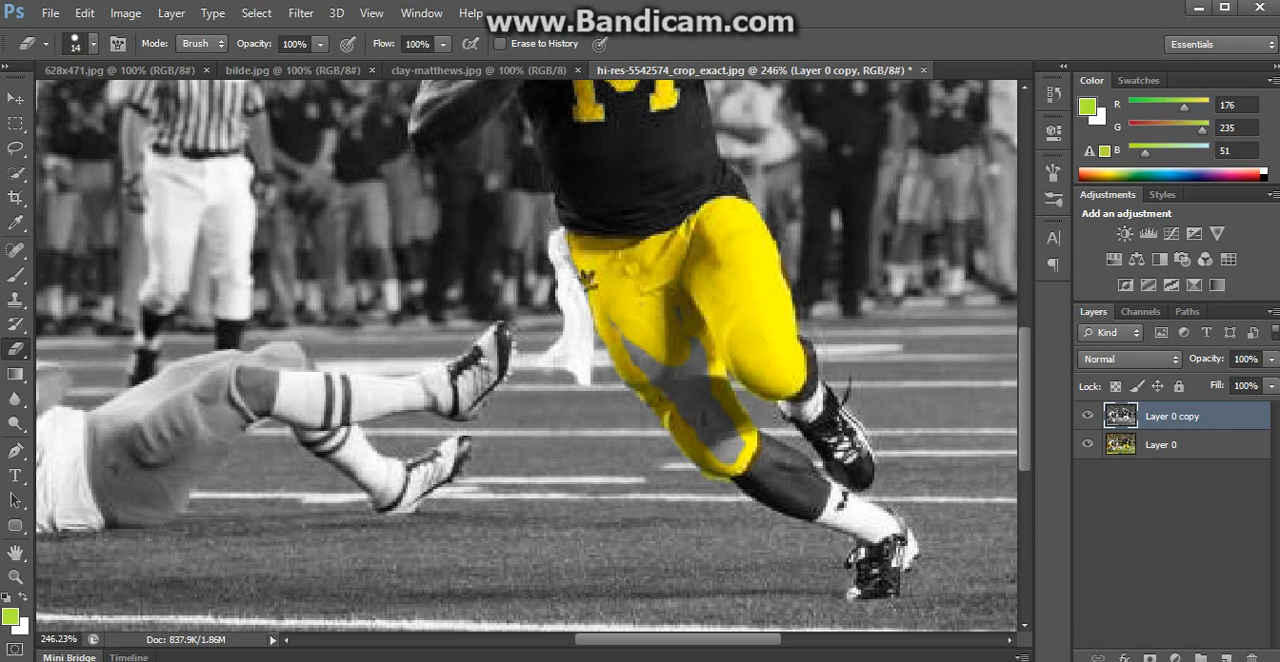 www.Bandicam.com
Ps File Edit Image Layer Type Select Filter 3D View Window Help
14 Mode: Brush Opacity: 100% Flow: 100% Erase to History Essentials
628x471.jpg @ 100% (RGB/8#) × bilde.jpg @ 100% (RGB/8#) × clay-matthews.jpg @ 100% (RGB/8) × hi-res-5542574_crop_exact.jpg @ 246% (Layer 0 copy, RGB/8#) * ×
Color Swatches
R 176
G 235
B 51
Adjustments Styles
Add an adjustment
Layers Channels Paths
Kind
Normal Opacity: 100%
Lock: Fill: 100%
Layer 0 copy
Layer 0
246.23% Doc: 837.9K/1.86M
Mini Bridge Timeline